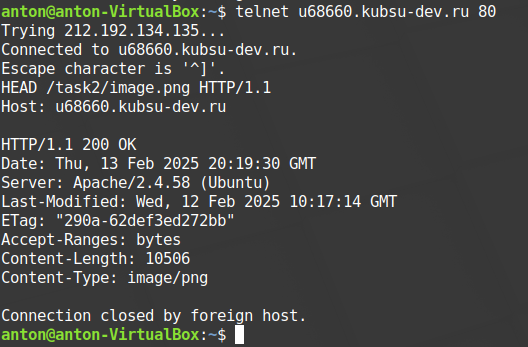 anton@anton-VirtualBox:~$ telnet u68660.kubsu-dev.ru 80
Trying 212.192.134.135...
Connected to u68660.kubsu-dev.ru.
Escape character is '^]'.
HEAD /task2/image.png HTTP/1.1
Host: u68660.kubsu-dev.ru

HTTP/1.1 200 OK
Date: Thu, 13 Feb 2025 20:19:30 GMT
Server: Apache/2.4.58 (Ubuntu)
Last-Modified: Wed, 12 Feb 2025 10:17:14 GMT
ETag: "290a-62def3ed272bb"
Accept-Ranges: bytes
Content-Length: 10506
Content-Type: image/png

Connection closed by foreign host.
anton@anton-VirtualBox:~$